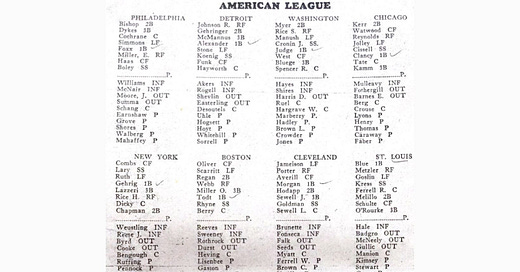 AMERICAN LEAGUE
PHILADELPHIA
Bishop 2B
Dykes 3B
Cochrane C
Simmons LF
Foxx 1B
Miller, E. RF
Haas CF
Boley SS
P.
Williams INF
McNair INF
Moore, J. OUT
Summa OUT
Schang C
Earnshaw P
Grove P
Shores P
Walberg P
Mahaffey P
DETROIT
Johnson R. RF
Gehringer 2B
McManus 3B
Alexander 1B
Stone LF
Koenig SS
Funk CF
Hayworth C
P.
Akers INF
Rogell INF
Shevlin OUT
Easterling OUT
Desoutels C
Uhle P
Hogsett P
Hoyt P
Whitehill P
Sorrell P
WASHINGTON
Myer 2B
Rice S. RF
Manush LF
Cronin J. SS
Judge 1B
West CF
Bluege 3B
Spencer R. C
P.
Hayes INF
Shires INF
Harris D. OUT
Ruel C
Hargrave W. C
Marberry P.
Hadley P.
Brown L. P
Crowder P
Jones P
CHICAGO
Kerr 2B
Watwood CF
Reynolds RF
Jolley LF
Cissell SS
Clancy 1B
Tate C
Kamm 3B
P.
Mulleavy INF
Fothergill OUT
Barnes E. OUT
Berg C
Crouse C
Lyons P
Henry P
Thomas P
Caraway P
Faber P
NEW YORK
Combs CF
Lary SS
Ruth LF
Gehrig 1B
Lazzeri 3B
Rice H. RF
Dickey C
Chapman 2B
P.
Wuestling INF
Reese J. INF
Byrd OUT
Cooke OUT
Bengough C
Ruffing P
Pennock P
BOSTON
Oliver CF
Scarritt LF
Regan 2B
Webb RF
Miller O. 3B
Todt 1B
Rhyne SS
Berry C
P.
Reeves INF
Sweeney INF
Rothrock OUT
Durst OUT
Heving C
Lisenbee P
Gaston P
CLEVELAND
Jamieson LF
Porter RF
Averill CF
Morgan 1B
Hodapp 2B
Sewell J. 3B
Goldman SS
Sewell L. C
P.
Brunette INF
Fonseca INF
Falk OUT
Seeds OUT
Myatt C
Ferrell W. P
Brown C. P
ST. LOUIS
Blue 1B
Metzler RF
Goslin LF
Kress SS
Ferrell R. C
Melillo 2B
Schulte CF
O'Rourke 3B
P.
Hale INF
Badgro OUT
McNeely OUT
Gullic OUT
Manion C
Kimsey P
Stewart P